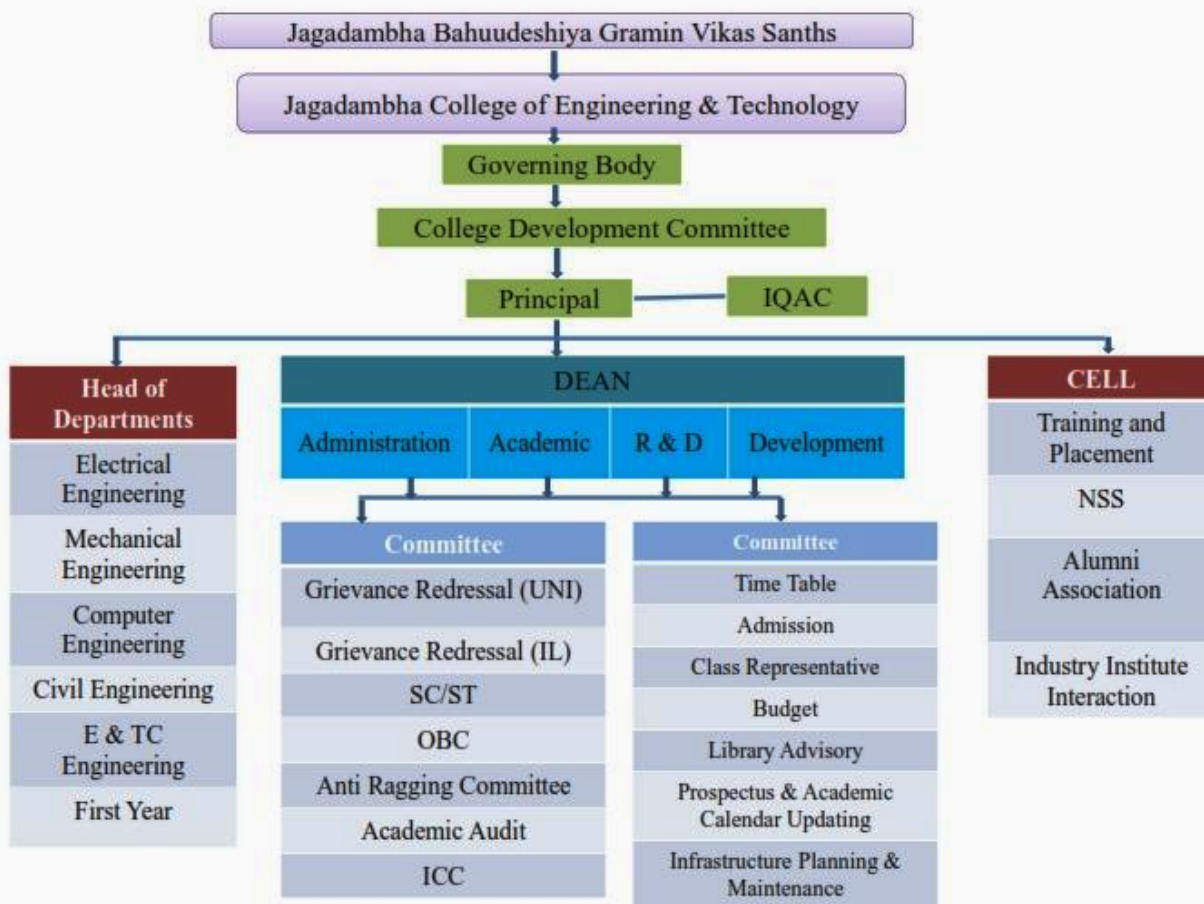 Jagadambha Bahuudeshiya Gramin Vikas Sanths
Jagadambha College of Engineering & Technology
Governing Body
College Development Committee
Principal
IQAC
Head of
Departments
Electrical
Engineering
Mechanical
Engineering
Computer
Engineering
Civil Engineering
E & TC
Engineering
First Year
DEAN
Administration
Academic
R & D
Development
Committee
Grievance Redressal (UNI)
Grievance Redressal (IL)
SC/ST
OBC
Anti Ragging Committee
Academic Audit
ICC
Committee
Time Table
Admission
Class Representative
Budget
Library Advisory
Prospectus & Academic
Calendar Updating
Infrastructure Planning &
Maintenance
CELL
Training and
Placement
NSS
Alumni
Association
Industry Institute
Interaction